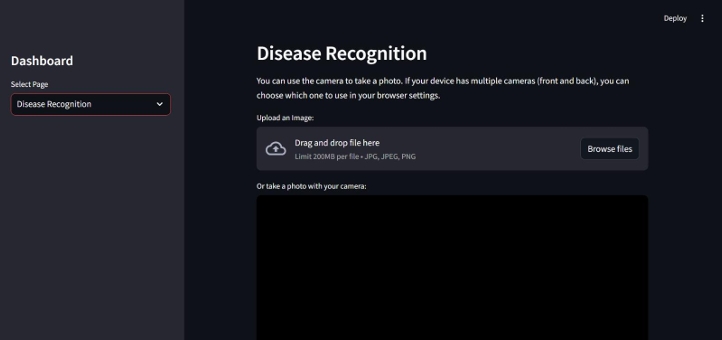 Deploy
Dashboard
Select Page
Disease Recognition
Disease Recognition
You can use the camera to take a photo. If your device has multiple cameras (front and back), you can
choose which one to use in your browser settings.
Upload an Image:
Drag and drop file here
Limit 200MB per file • JPG, JPEG, PNG
Browse files
Or take a photo with your camera: